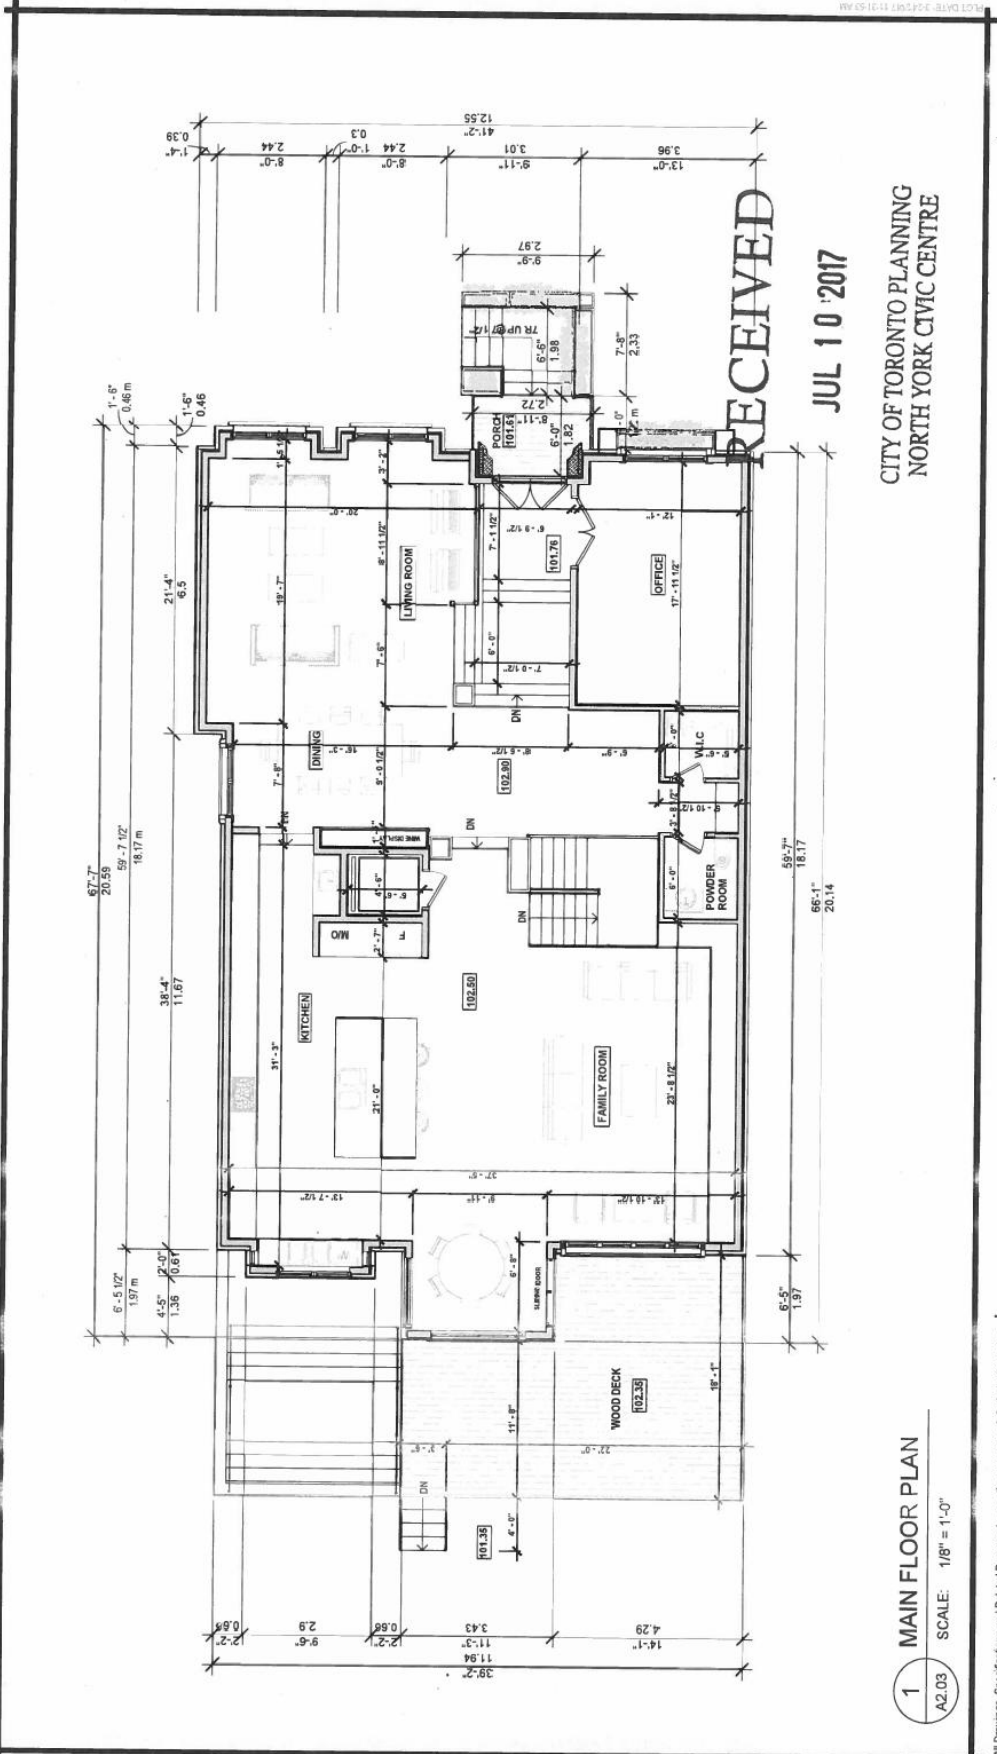 PLOT DATE: 3/24/2017 11:31:53 AM
RECEIVED
JUL 10 2017
CITY OF TORONTO PLANNING
NORTH YORK CIVIC CENTRE
1 MAIN FLOOR PLAN
A2.03 SCALE: 1/8" = 1'-0"
67'-7"
20.59
59' - 7 1/2"
18.17 m
6' - 5 1/2"
1.97 m
1' - 6"
0.46 m
4'-5"
1.36
2'-0"
0.61
38'-4"
11.67
21'-4"
6.5
1'-6"
0.46
39'-2"
11.94
2'-2"
0.66
9'-6"
2.9
2'-2"
0.66
11'-3"
3.43
14'-1"
4.29
41'-2"
12.55
1'-4"
0.39
8'-0"
2.44
1'-0"
0.3
8'-0"
2.44
9'-11"
3.01
13'-0"
3.96
9'-9"
2.97
7'-8"
2.33
6'-6"
1.98
8'-11"
2.72
6'-0"
1.82
PORCH
101.61
101.76
LIVING ROOM
20' - 0"
19' - 7"
8' - 11 1/2"
3' - 2"
7' - 6"
9' - 0 1/2"
7' - 1 1/2"
6' - 9 1/2"
6' - 0"
7' - 0 1/2"
OFFICE
12' - 1"
17' - 11 1/2"
DINING
16' - 3"
7' - 8"
102.90
DN
DN
DN
W.I.C
POWDER
ROOM
6' - 0"
WINE DISPLAY
M/O
F
2' - 7"
KITCHEN
31' - 3"
21' - 0"
102.50
FAMILY ROOM
23' - 8 1/2"
37' - 5"
13' - 7 1/2"
9' - 11"
13' - 10 1/2"
6' - 8"
SLIDING DOOR
WOOD DECK
102.35
18' - 1"
11' - 8"
22' - 0"
3' - 6"
DN
4' - 0"
101.35
59'-7"
18.17
6'-5"
1.97
66'-1"
20.14